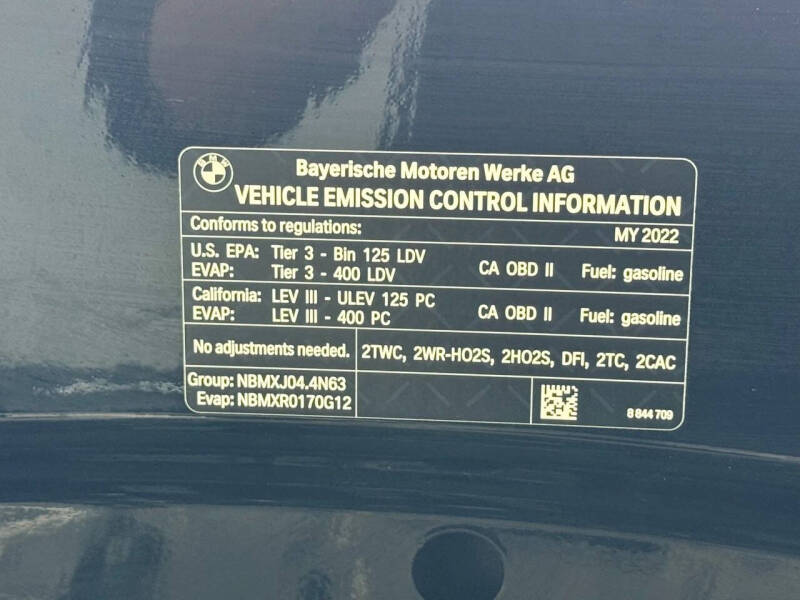 BMW
Bayerische Motoren Werke AG
VEHICLE EMISSION CONTROL INFORMATION
Conforms to regulations: MY 2022
U.S. EPA: Tier 3 - Bin 125 LDV
EVAP: Tier 3 - 400 LDV CA OBD II Fuel: gasoline
California: LEV III - ULEV 125 PC
EVAP: LEV III - 400 PC CA OBD II Fuel: gasoline
No adjustments needed. 2TWC, 2WR-HO2S, 2HO2S, DFI, 2TC, 2CAC
Group: NBMXJ04.4N63
Evap: NBMXR0170G12
8 844 709